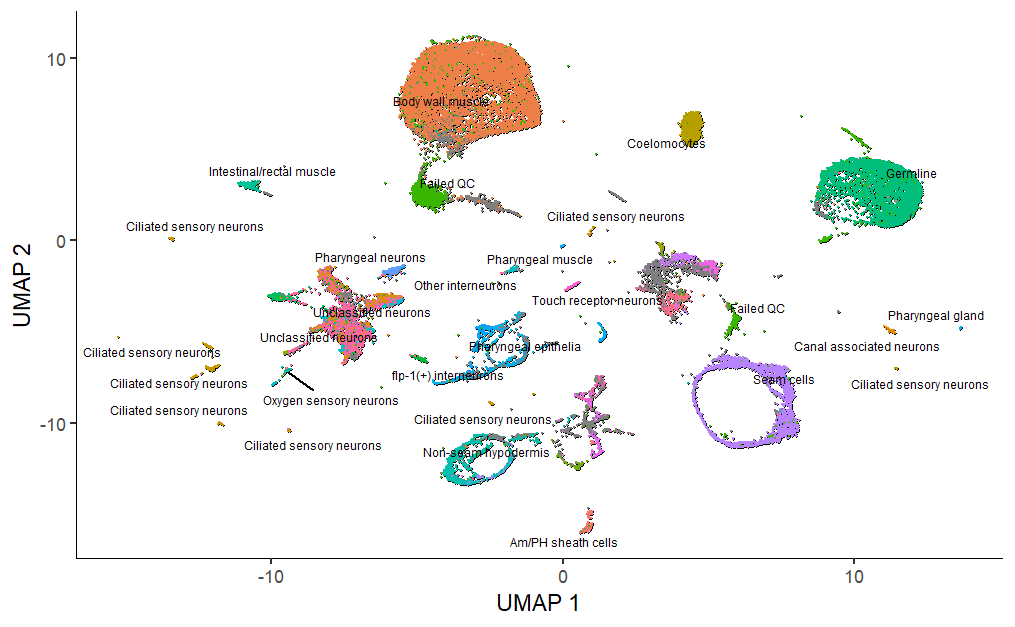 10
Body wall muscle
Coelomocytes
Intestinal/rectal muscle
Germline
Failed QC
Ciliated sensory neurons
Ciliated sensory neurons
0
Pharyngeal neurons
Pharyngeal muscle
Other interneurons
Touch receptor neurons
Unclassified neurons
Failed QC
Pharyngeal gland
Unclassified neurons
Pharyngeal epithelia
Canal associated neurons
Ciliated sensory neurons
flp-1(+) interneurons
Seam cells
Ciliated sensory neurons
Ciliated sensory neurons
Oxygen sensory neurons
Ciliated sensory neurons
Ciliated sensory neurons
-10
Ciliated sensory neurons
Non-seam hypodermis
Am/PH sheath cells
-10
0
10
UMAP 1
UMAP 2